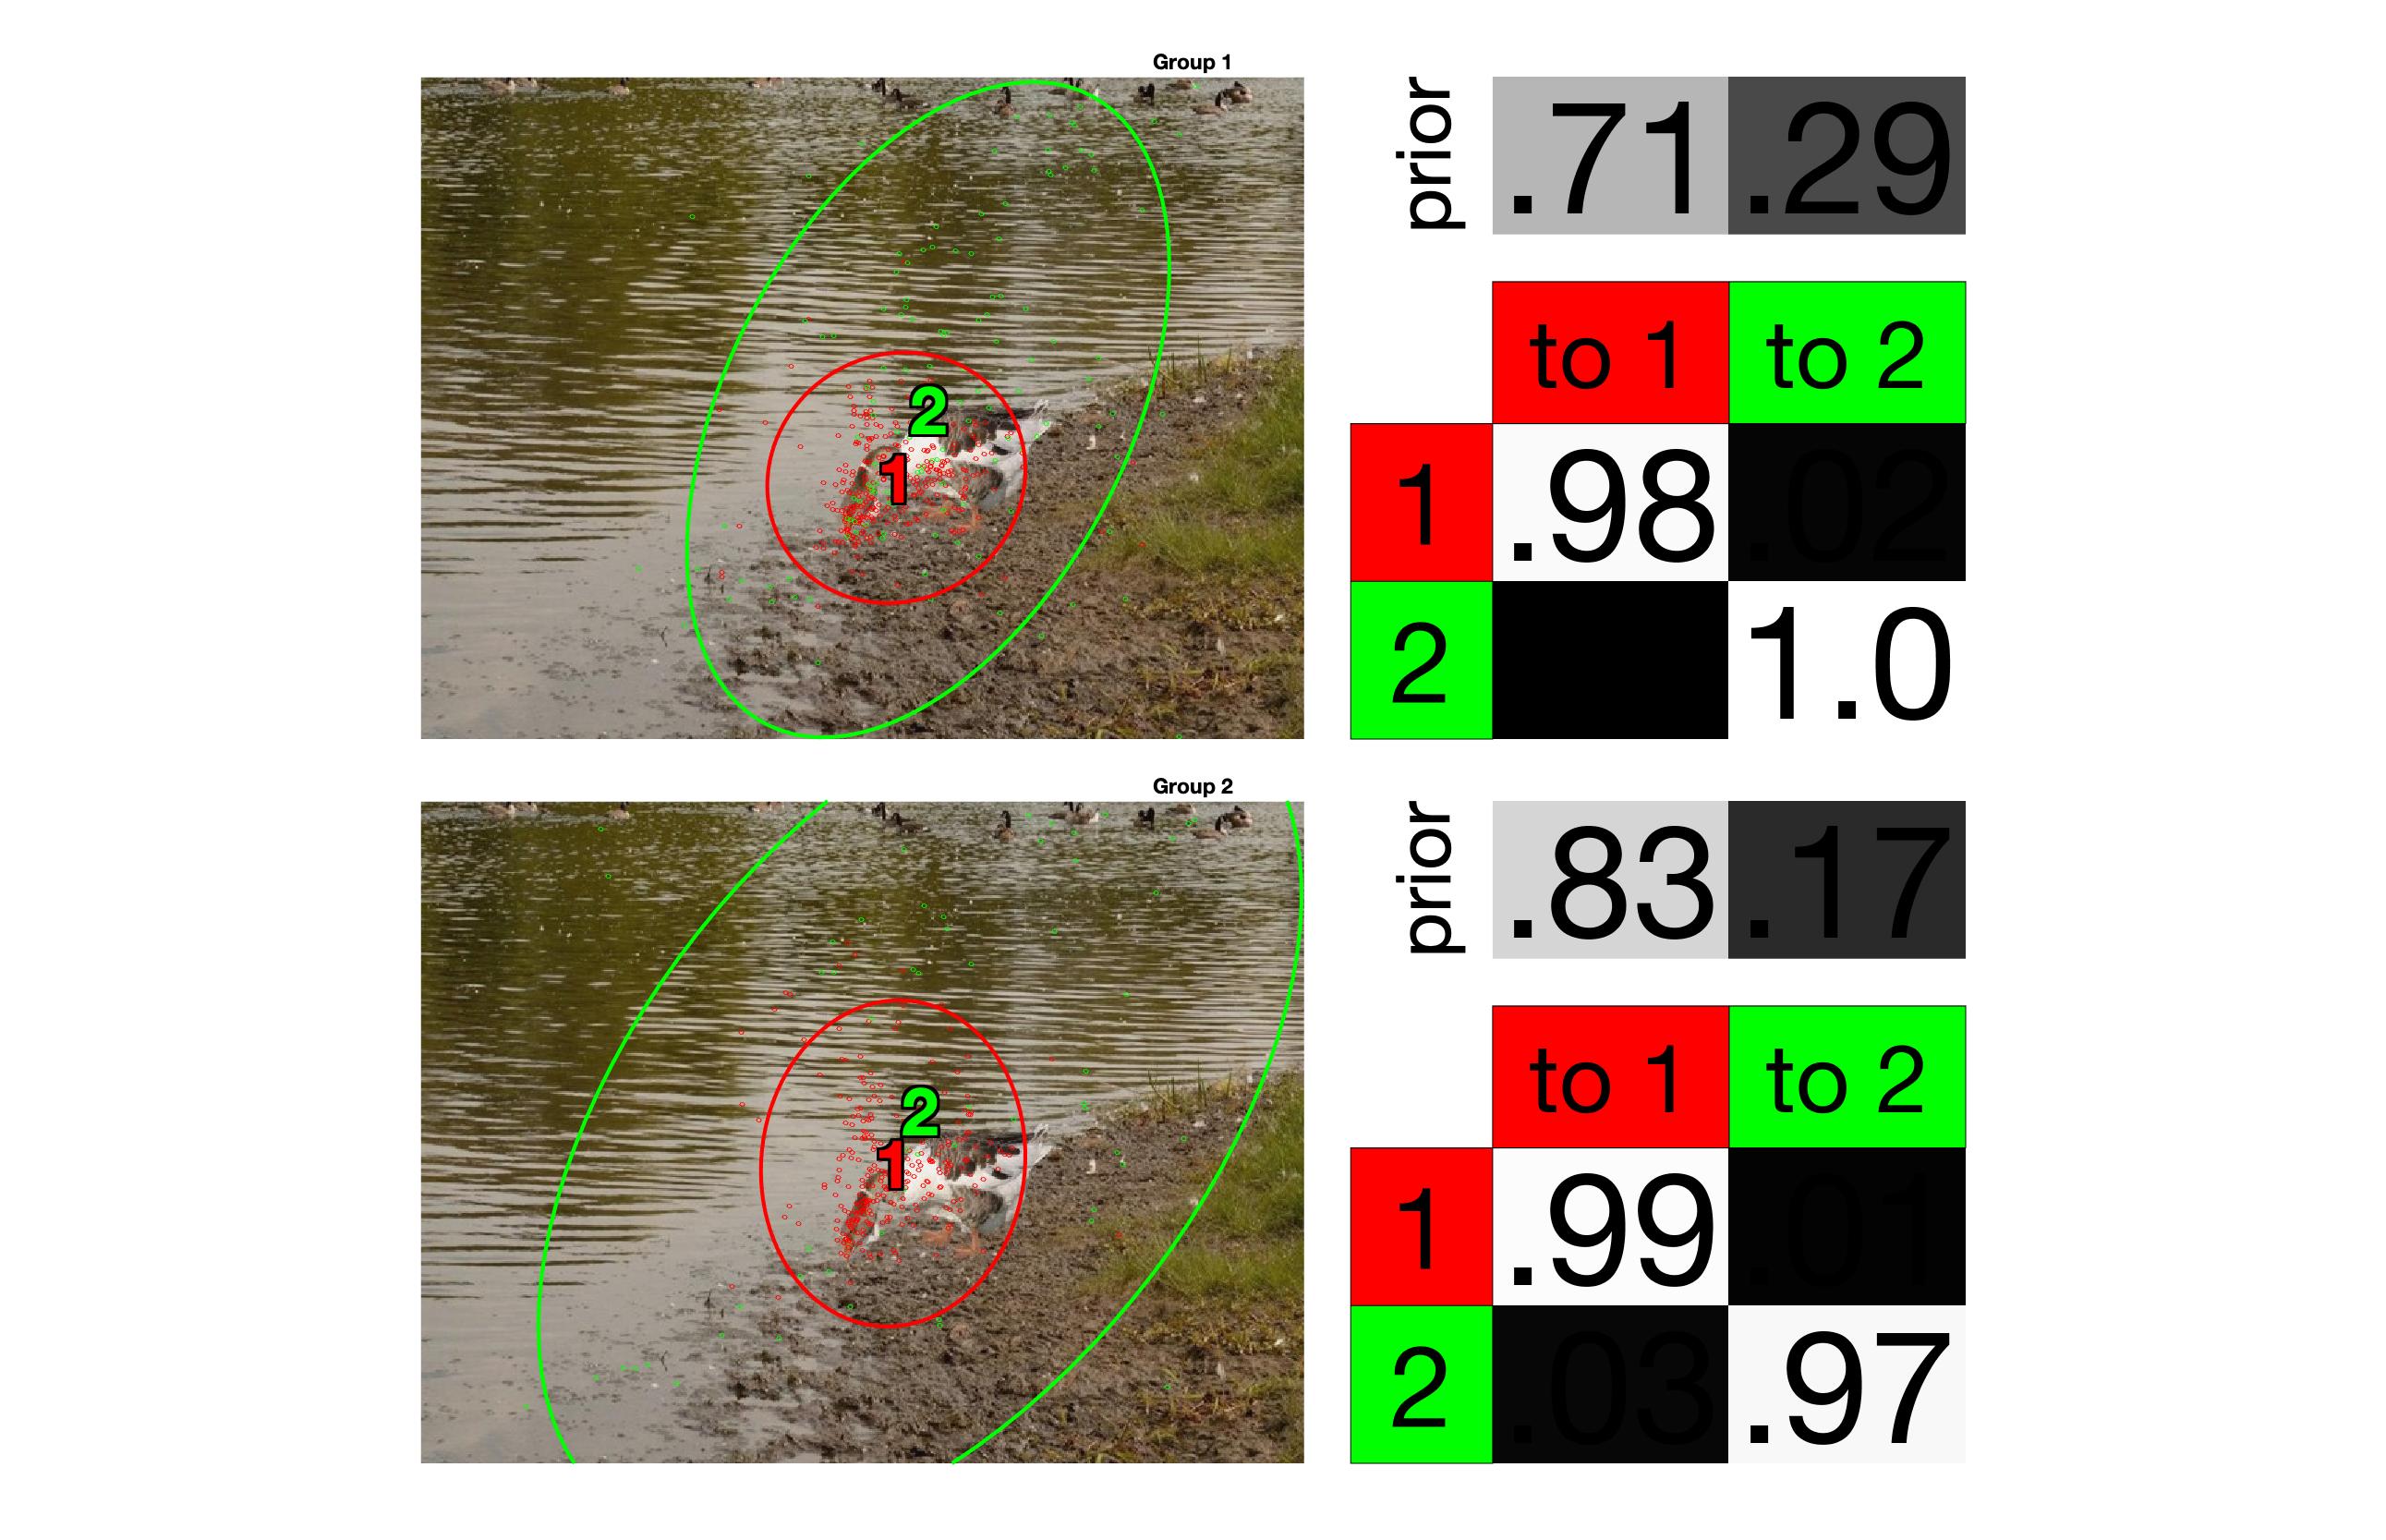 Group 1
2
1
prior
.71 .29
to 1 to 2
1 .98 .02
2 1.0
Group 2
2
1
prior
.83 .17
to 1 to 2
1 .99 .01
2 .03 .97